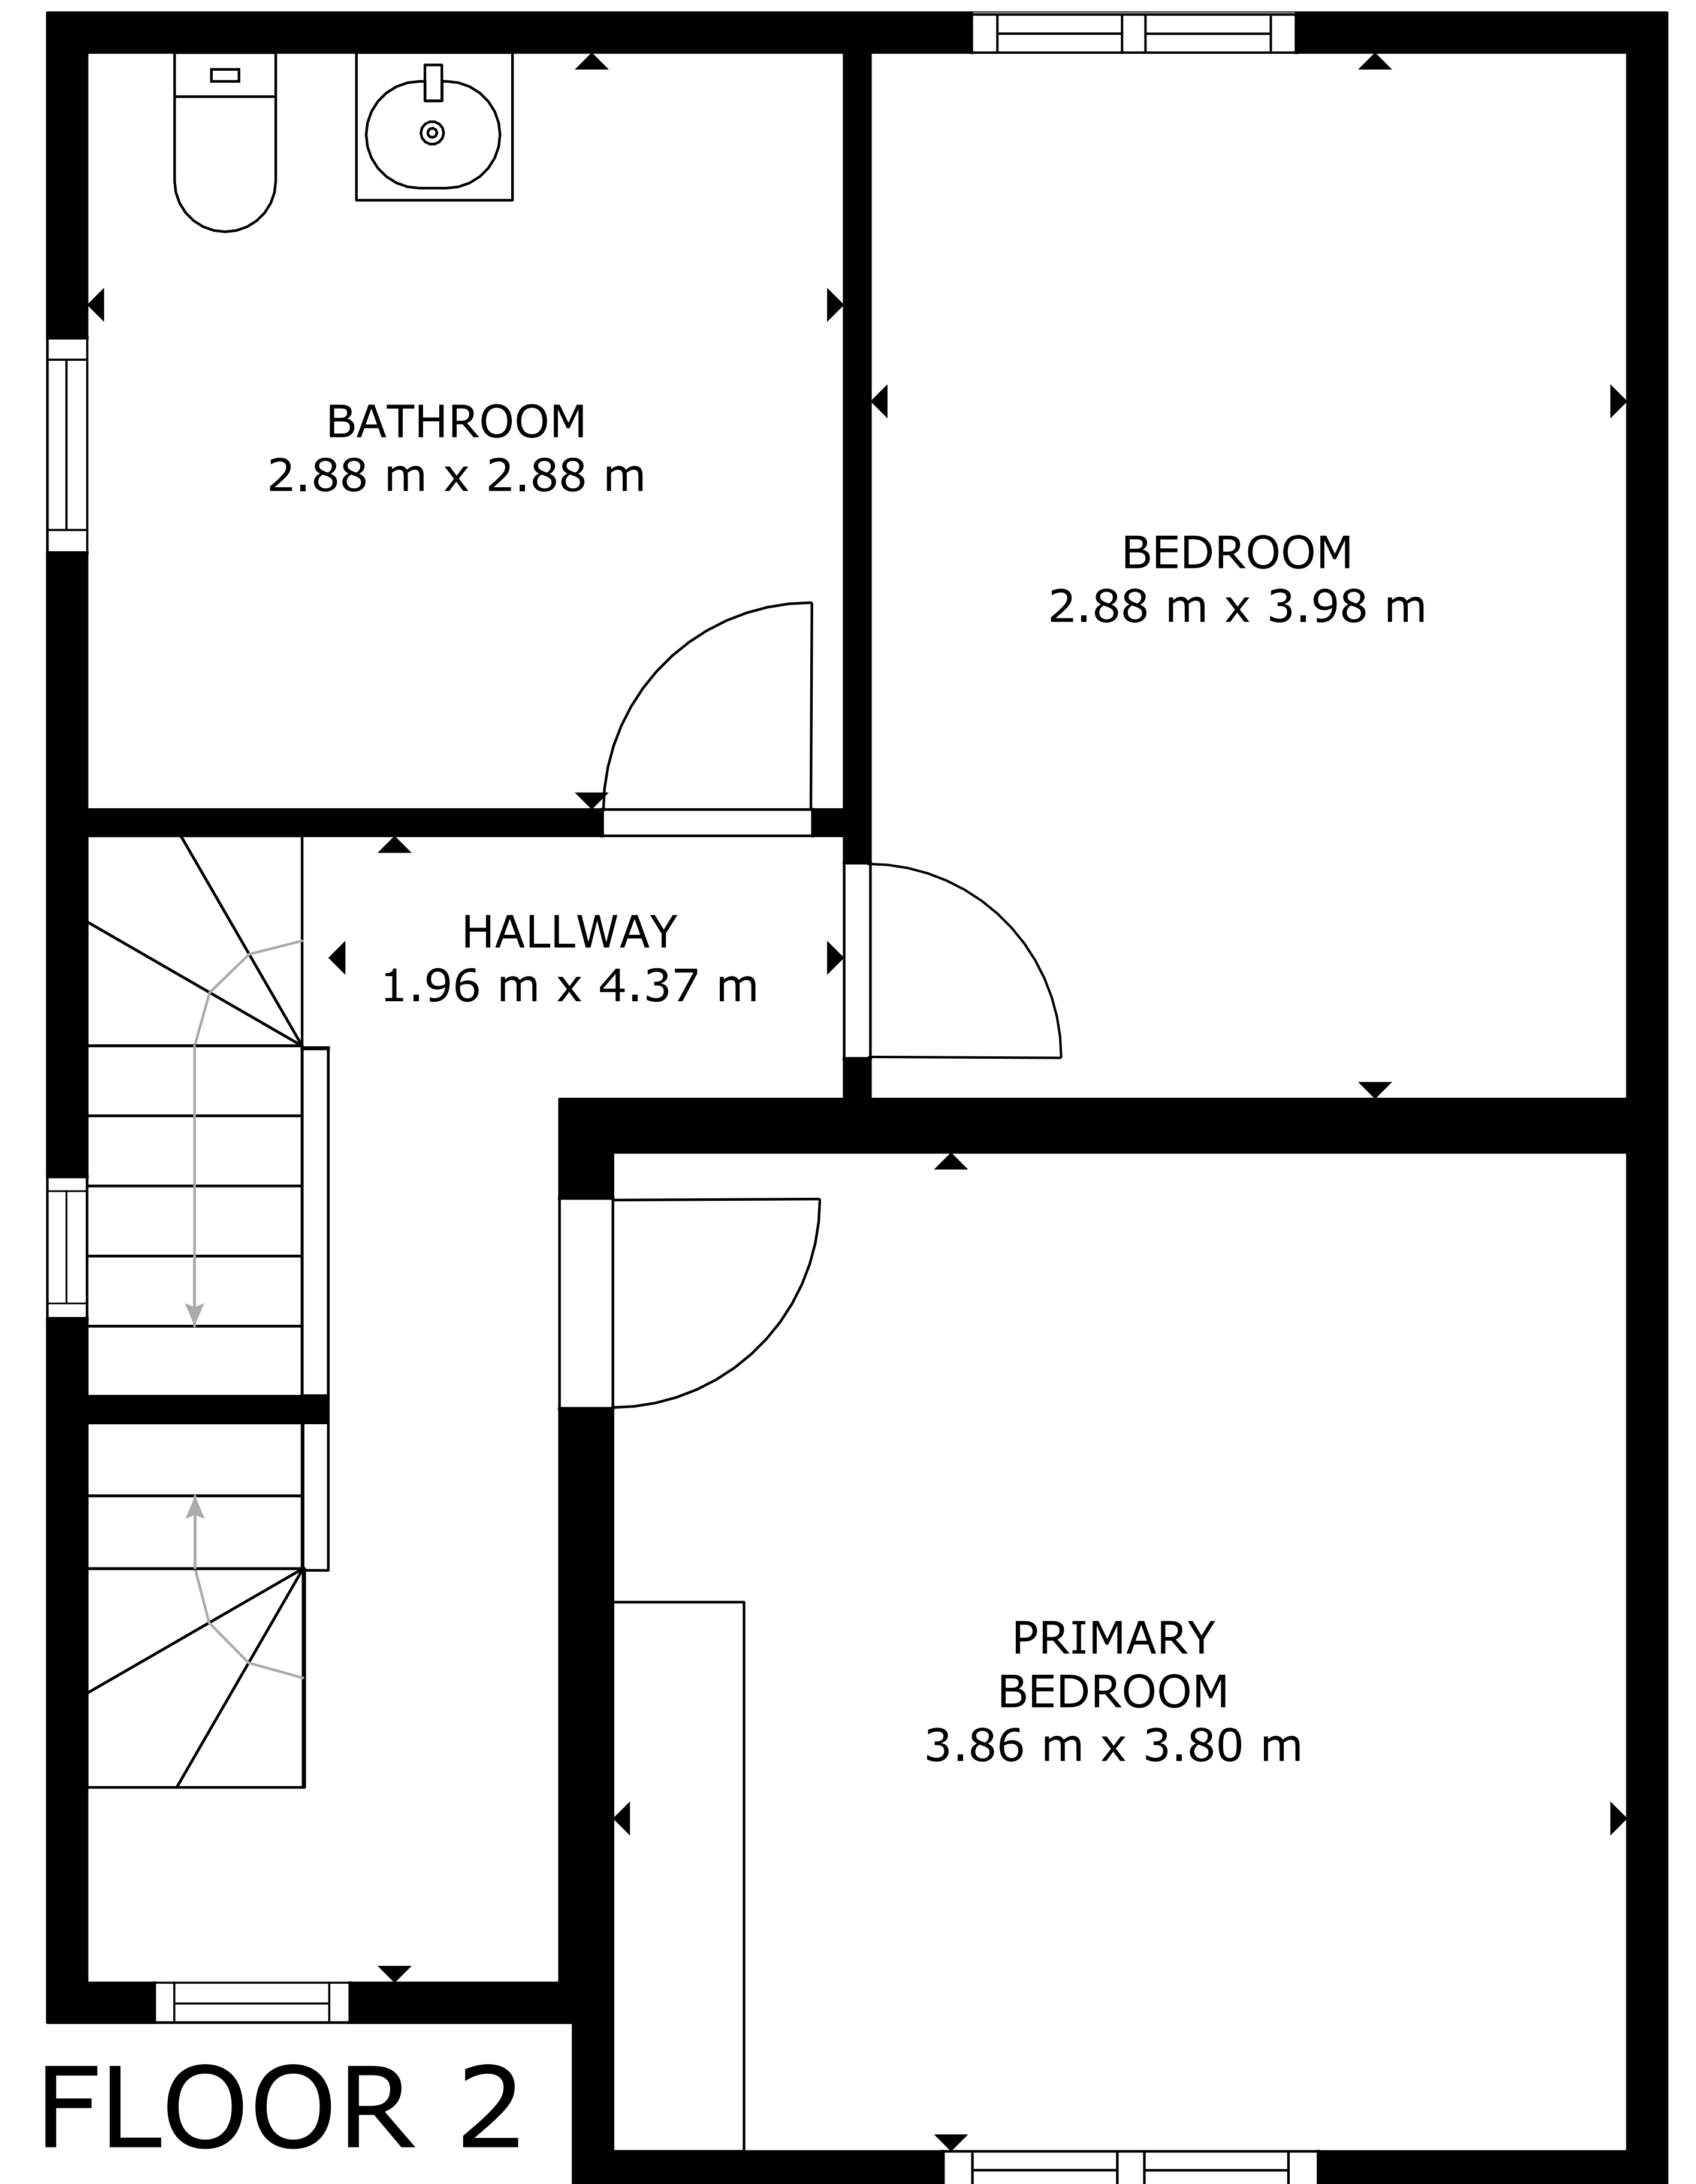 BATHROOM
2.88 m x 2.88 m
BEDROOM
2.88 m x 3.98 m
HALLWAY
1.96 m x 4.37 m
PRIMARY
BEDROOM
3.86 m x 3.80 m
FLOOR 2